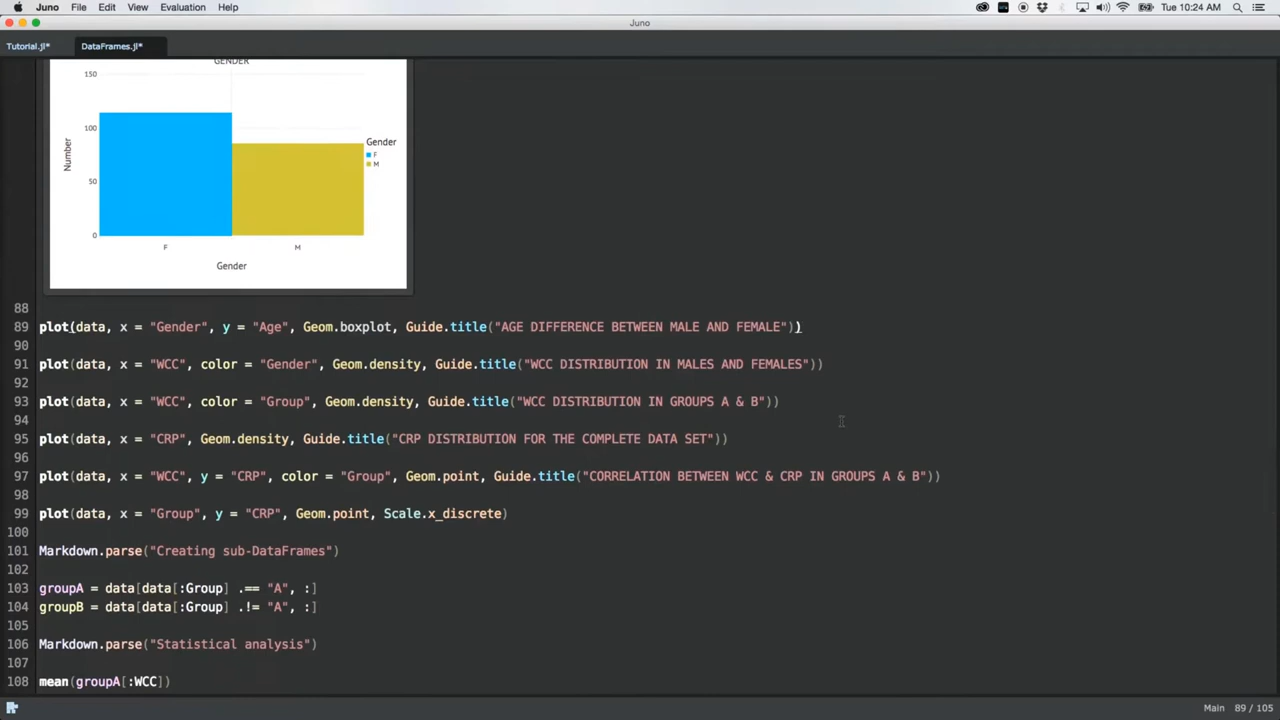 Juno File Edit View Evaluation Help Tue 10:24 AM
Juno
Tutorial.jl* DataFrames.jl*
GENDER
150
100
50
0
Number
Gender
F
M
F M
Gender
88
89 plot(data, x = "Gender", y = "Age", Geom.boxplot, Guide.title("AGE DIFFERENCE BETWEEN MALE AND FEMALE"))
90
91 plot(data, x = "WCC", color = "Gender", Geom.density, Guide.title("WCC DISTRIBUTION IN MALES AND FEMALES"))
92
93 plot(data, x = "WCC", color = "Group", Geom.density, Guide.title("WCC DISTRIBUTION IN GROUPS A & B"))
94
95 plot(data, x = "CRP", Geom.density, Guide.title("CRP DISTRIBUTION FOR THE COMPLETE DATA SET"))
96
97 plot(data, x = "WCC", y = "CRP", color = "Group", Geom.point, Guide.title("CORRELATION BETWEEN WCC & CRP IN GROUPS A & B"))
98
99 plot(data, x = "Group", y = "CRP", Geom.point, Scale.x_discrete)
100
101 Markdown.parse("Creating sub-DataFrames")
102
103 groupA = data[data[:Group] .== "A", :]
104 groupB = data[data[:Group] .!= "A", :]
105
106 Markdown.parse("Statistical analysis")
107
108 mean(groupA[:WCC])
Main 89 / 105